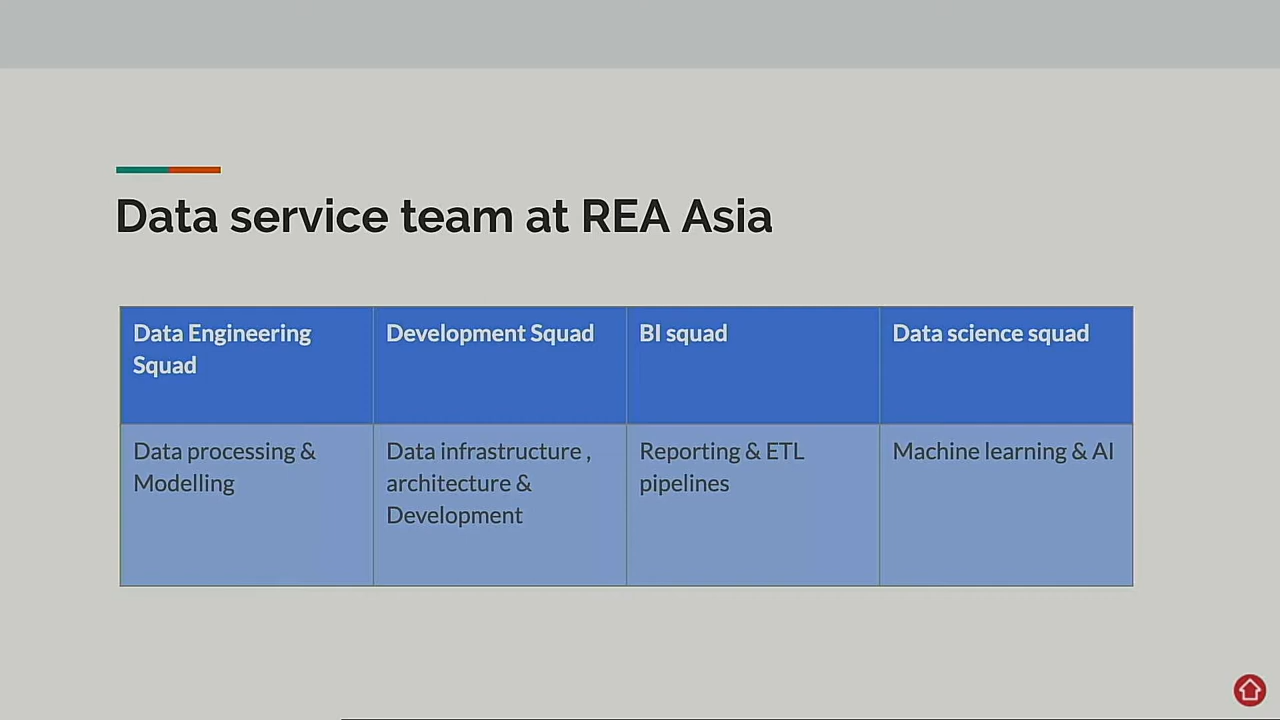 Data service team at REA Asia
Data Engineering
Squad
Development Squad
BI squad
Data science squad
Data processing &
Modelling
Data infrastructure ,
architecture &
Development
Reporting & ETL
pipelines
Machine learning & AI